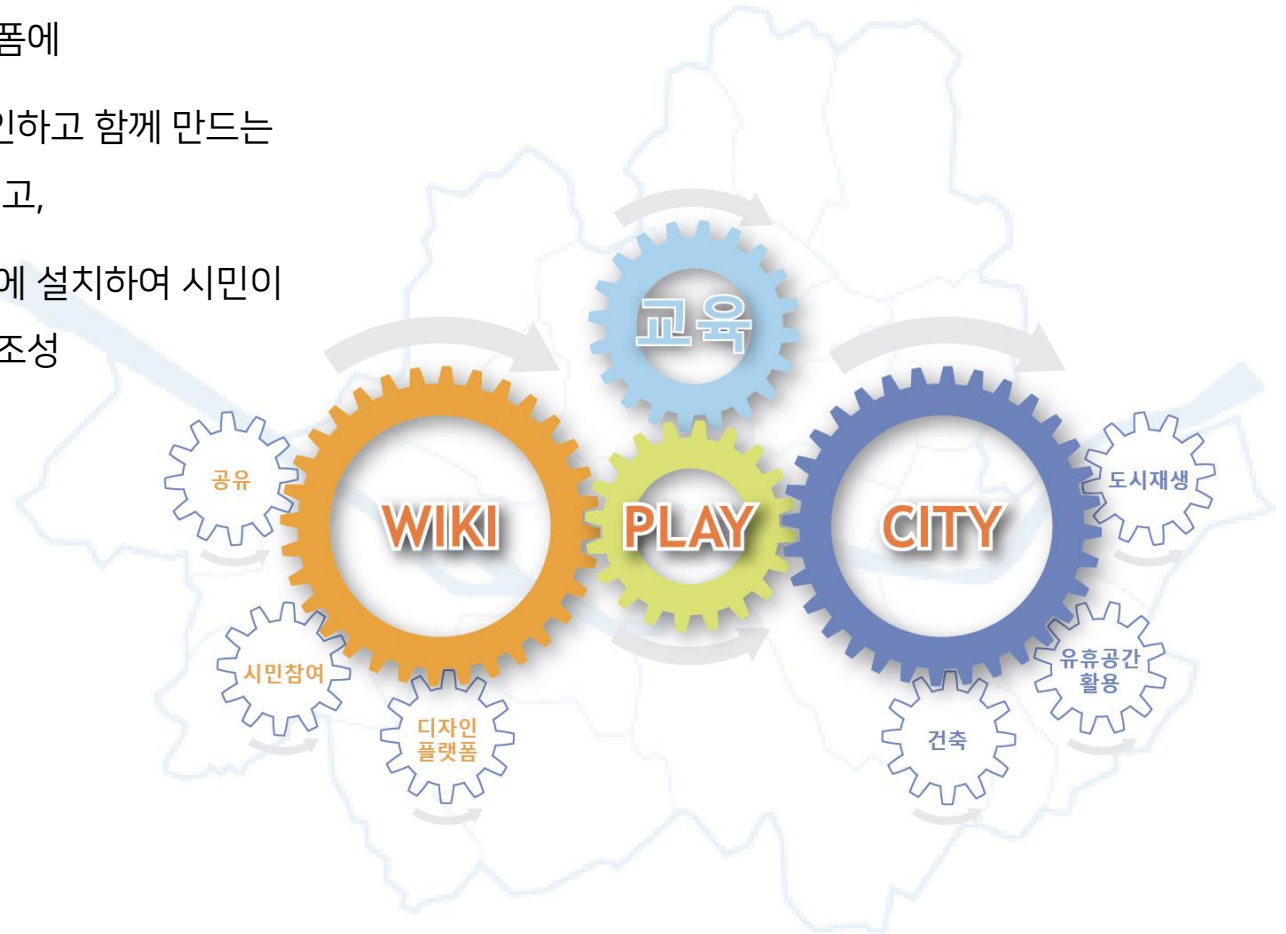 폼에
인하고 함께 만드는
고,
에 설치하여 시민이
조성
교육
WIKI
PLAY
CITY
공유
시민참여
디자인
플랫폼
도시재생
유휴공간
활용
건축